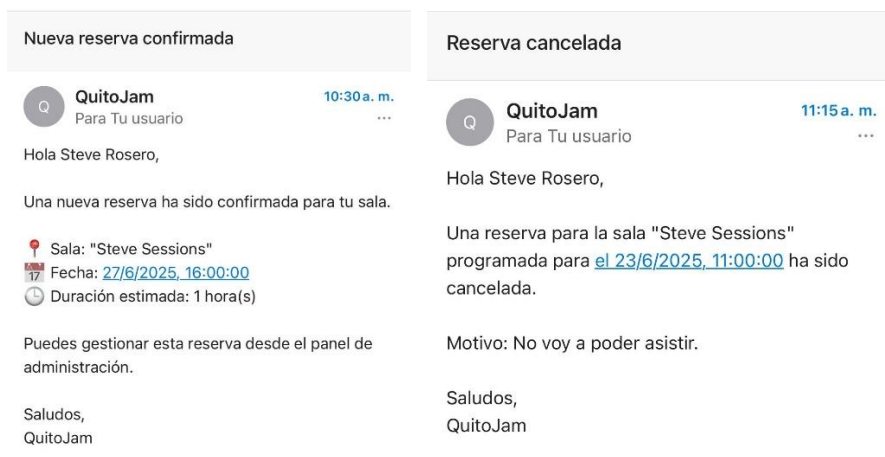 Nueva reserva confirmada
Q
QuitoJam
10:30 a. m.
Para Tu usuario
...
Hola Steve Rosero,
Una nueva reserva ha sido confirmada para tu sala.
📍 Sala: "Steve Sessions"
📅 Fecha: 27/6/2025, 16:00:00
🕒 Duración estimada: 1 hora(s)
Puedes gestionar esta reserva desde el panel de
administración.
Saludos,
QuitoJam
Reserva cancelada
Q
QuitoJam
11:15 a. m.
Para Tu usuario
...
Hola Steve Rosero,
Una reserva para la sala "Steve Sessions"
programada para el 23/6/2025, 11:00:00 ha sido
cancelada.
Motivo: No voy a poder asistir.
Saludos,
QuitoJam